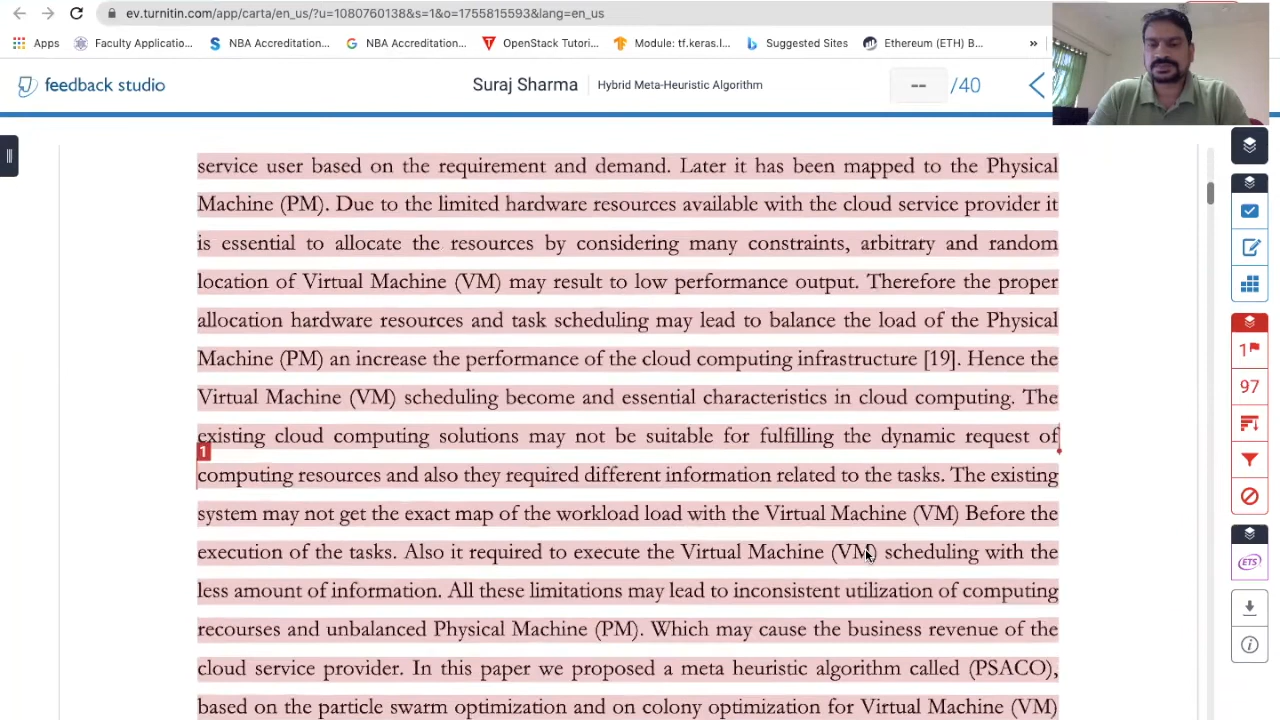 ev.turnitin.com/app/carta/en_us/?u=1080760138&s=1&o=1755815593&lang=en_us
Apps Faculty Applicatio... NBA Accreditation... NBA Accreditation... OpenStack Tutori... Module: tf.keras.l... Suggested Sites Ethereum (ETH) B... »
feedback studio Suraj Sharma Hybrid Meta-Heuristic Algorithm -- /40
service user based on the requirement and demand. Later it has been mapped to the Physical
Machine (PM). Due to the limited hardware resources available with the cloud service provider it
is essential to allocate the resources by considering many constraints, arbitrary and random
location of Virtual Machine (VM) may result to low performance output. Therefore the proper
allocation hardware resources and task scheduling may lead to balance the load of the Physical
Machine (PM) an increase the performance of the cloud computing infrastructure [19]. Hence the
Virtual Machine (VM) scheduling become and essential characteristics in cloud computing. The
existing cloud computing solutions may not be suitable for fulfilling the dynamic request of
1
computing resources and also they required different information related to the tasks. The existing
system may not get the exact map of the workload load with the Virtual Machine (VM) Before the
execution of the tasks. Also it required to execute the Virtual Machine (VM) scheduling with the
less amount of information. All these limitations may lead to inconsistent utilization of computing
recourses and unbalanced Physical Machine (PM). Which may cause the business revenue of the
cloud service provider. In this paper we proposed a meta heuristic algorithm called (PSACO),
based on the particle swarm optimization and on colony optimization for Virtual Machine (VM)
1
97
ETS